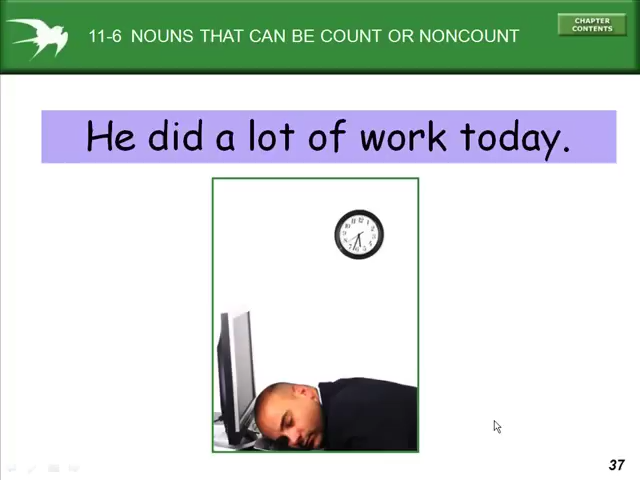 11-6 NOUNS THAT CAN BE COUNT OR NONCOUNT
CHAPTER
CONTENTS
He did a lot of work today.
37